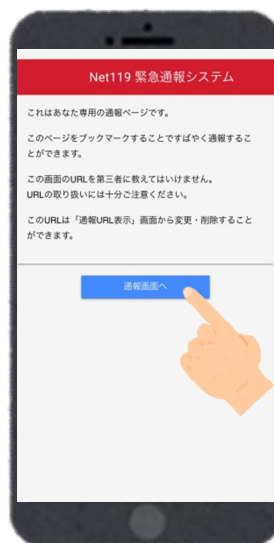 Net119 緊急通報システム
これはあなた専用の通報ページです。
このページをブックマークすることですばやく通報するこ
とができます。
この画面のURLを第三者に教えてはいけません。
URLの取り扱いには十分ご注意ください。
このURLは「通報URL表示」画面から変更・削除すること
ができます。
通報画面へ